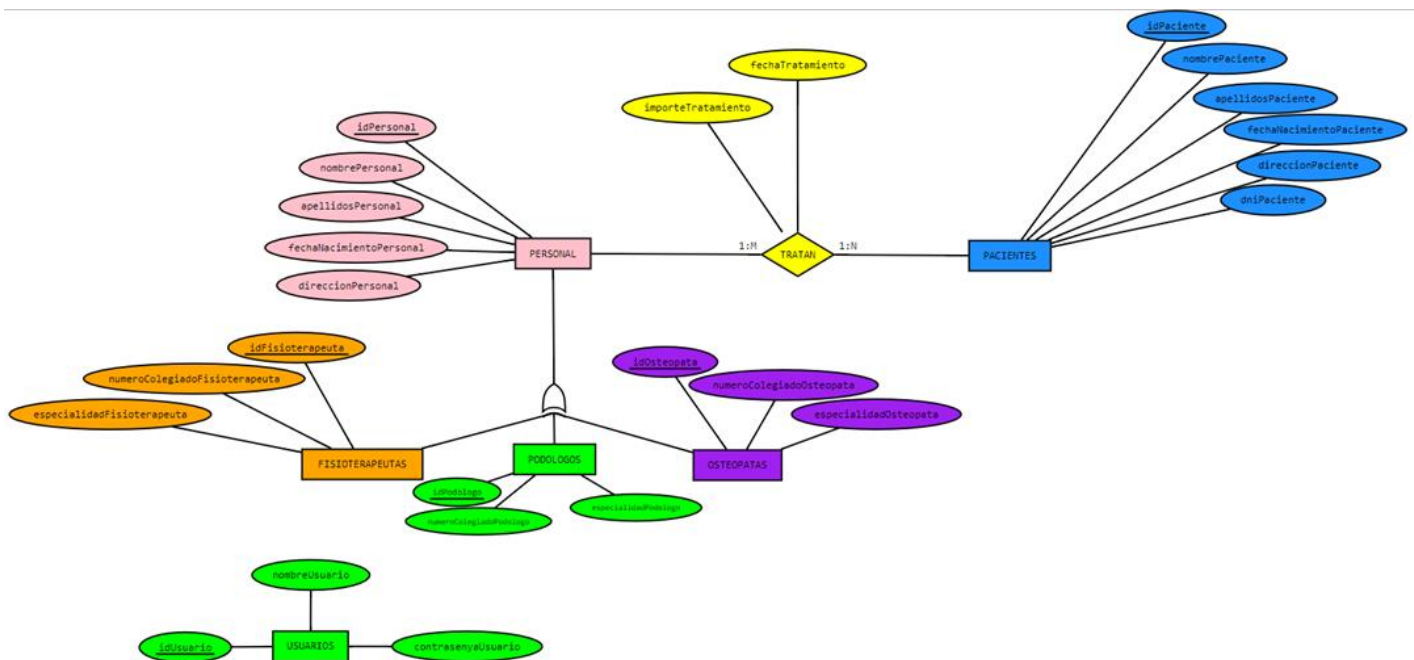 idPaciente
nombrePaciente
fechaTratamiento
apellidosPaciente
importeTratamiento
idPersonal
fechaNacimientoPaciente
nombrePersonal
direccionPaciente
dniPaciente
apellidosPersonal
fechaNacimientoPersonal
PERSONAL
1:M
TRATAN
1:N
PACIENTES
direccionPersonal
idFisioterapeuta
idOsteopata
numeroColegiadoFisioterapeuta
numeroColegiadoOsteopata
especialidadFisioterapeuta
especialidadOsteopata
FISIOTERAPEUTAS
PODOLOGOS
OSTEOPATAS
idPodologo
especialidadPodologo
numeroColegiadoPodologo
nombreUsuario
idUsuario
USUARIOS
contrasenyaUsuario